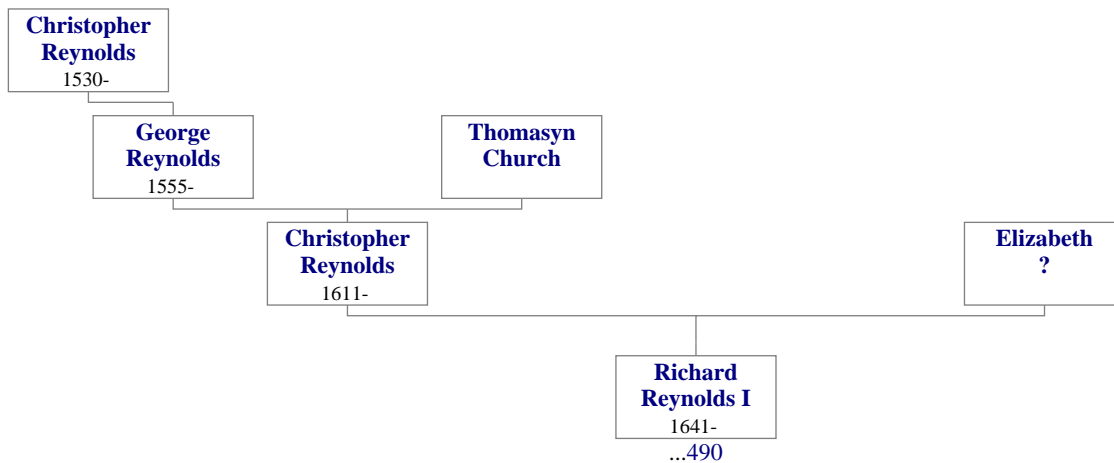 Christopher
Reynolds
1530-
George
Reynolds
1555-
Thomasyn
Church
Christopher
Reynolds
1611-
Elizabeth
?
Richard
Reynolds I
1641-
...490